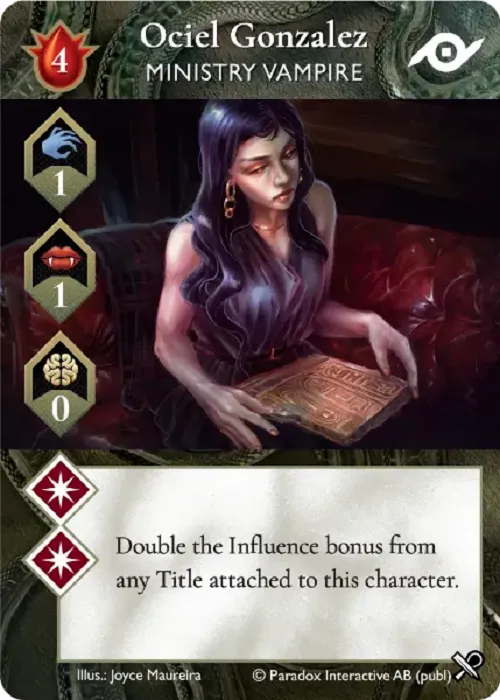 4
Ociel Gonzalez
MINISTRY VAMPIRE
1
1
0
Double the Influence bonus from
any Title attached to this character.
Illus.: Joyce Maureira
© Paradox Interactive AB (publ)